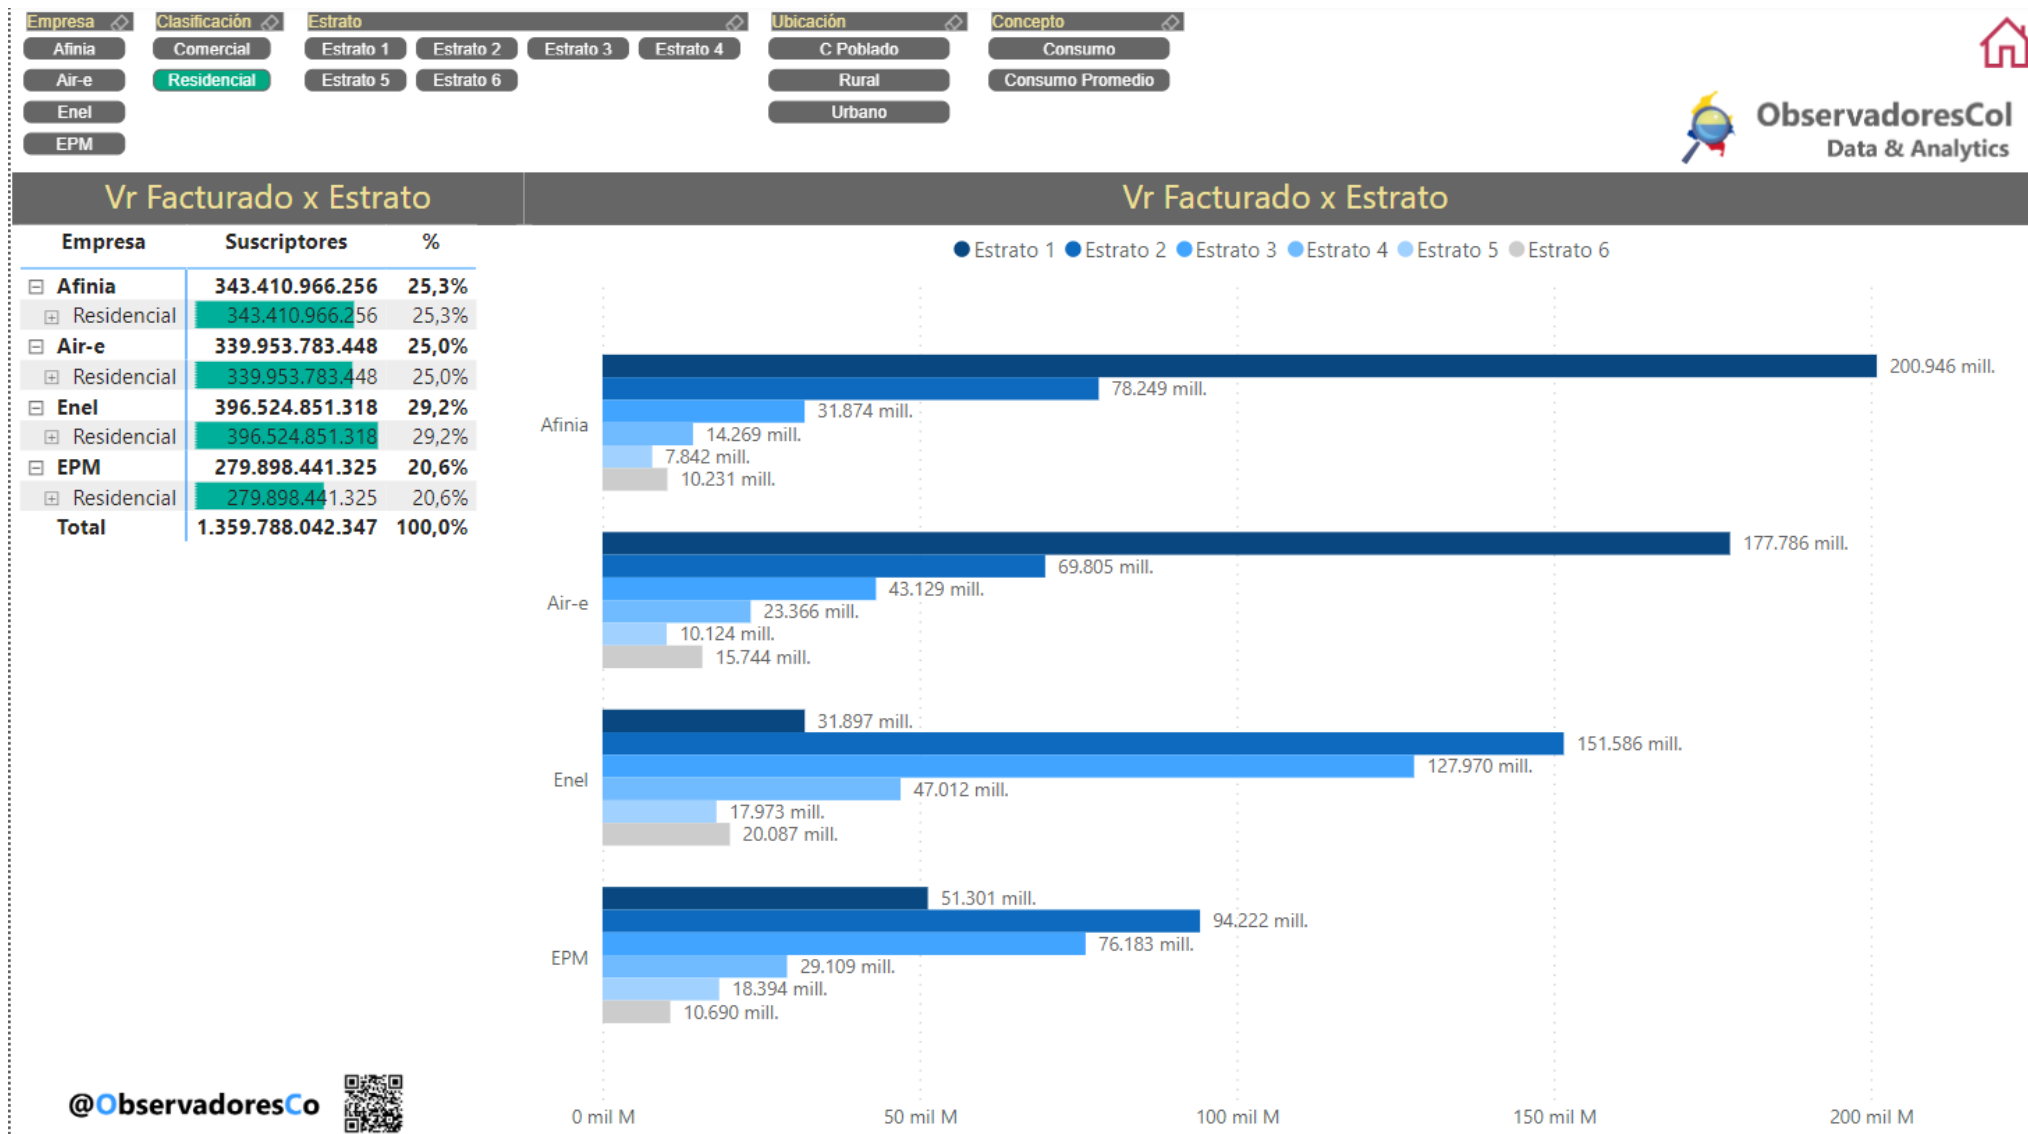 Empresa Clasificación Estrato Ubicación Concepto
Afinia Comercial Estrato 1 Estrato 2 Estrato 3 Estrato 4 C Poblado Consumo
Air-e Residencial Estrato 5 Estrato 6 Rural Consumo Promedio
Enel Urbano
EPM
ObservadoresCol
Data & Analytics
Vr Facturado x Estrato
Empresa Suscriptores %
Afinia 343.410.966.256 25,3%
Residencial 343.410.966.256 25,3%
Air-e 339.953.783.448 25,0%
Residencial 339.953.783.448 25,0%
Enel 396.524.851.318 29,2%
Residencial 396.524.851.318 29,2%
EPM 279.898.441.325 20,6%
Residencial 279.898.441.325 20,6%
Total 1.359.788.042.347 100,0%
@ObservadoresCo
Vr Facturado x Estrato
Estrato 1 Estrato 2 Estrato 3 Estrato 4 Estrato 5 Estrato 6
Afinia
200.946 mill.
78.249 mill.
31.874 mill.
14.269 mill.
7.842 mill.
10.231 mill.
Air-e
177.786 mill.
69.805 mill.
43.129 mill.
23.366 mill.
10.124 mill.
15.744 mill.
Enel
31.897 mill.
151.586 mill.
127.970 mill.
47.012 mill.
17.973 mill.
20.087 mill.
EPM
51.301 mill.
94.222 mill.
76.183 mill.
29.109 mill.
18.394 mill.
10.690 mill.
0 mil M 50 mil M 100 mil M 150 mil M 200 mil M